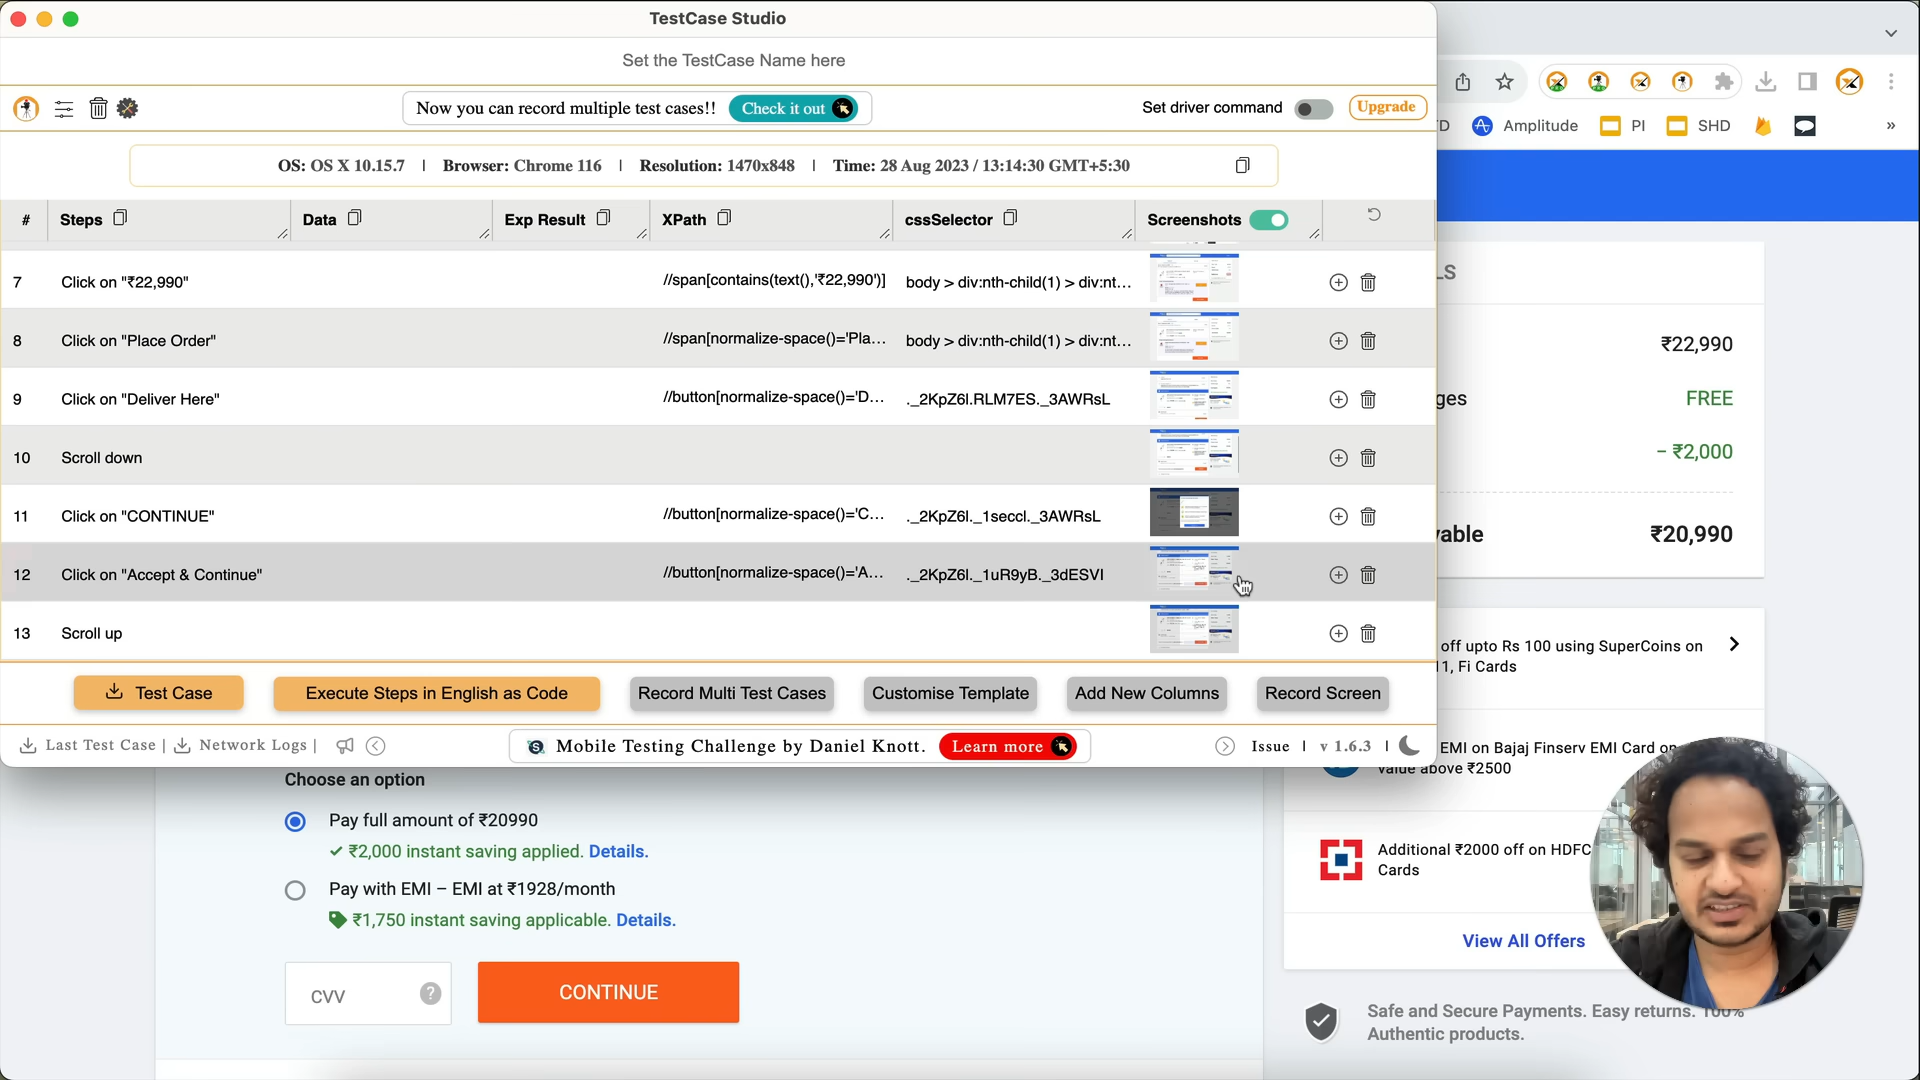 TestCase Studio
Set the TestCase Name here
Now you can record multiple test cases!! Check it out
Set driver command
Upgrade
OS: OS X 10.15.7 | Browser: Chrome 116 | Resolution: 1470x848 | Time: 28 Aug 2023 / 13:14:30 GMT+5:30
# Steps Data Exp Result XPath cssSelector Screenshots
7 Click on "₹22,990" //span[contains(text(),'₹22,990')] body > div:nth-child(1) > div:nt...
8 Click on "Place Order" //span[normalize-space()='Pla... body > div:nth-child(1) > div:nt...
9 Click on "Deliver Here" //button[normalize-space()='D... ._2KpZ6l.RLM7ES._3AWRsL
10 Scroll down
11 Click on "CONTINUE" //button[normalize-space()='C... ._2KpZ6l._1seccl._3AWRsL
12 Click on "Accept & Continue" //button[normalize-space()='A... ._2KpZ6l._1uR9yB._3dESVI
13 Scroll up
Test Case
Execute Steps in English as Code
Record Multi Test Cases
Customise Template
Add New Columns
Record Screen
Last Test Case | Network Logs |
Mobile Testing Challenge by Daniel Knott. Learn more
Issue | v 1.6.3 |
D Amplitude PI SHD »
LS
₹22,990
ges FREE
− ₹2,000
yable ₹20,990
off upto Rs 100 using SuperCoins on
11, Fi Cards
EMI on Bajaj Finserv EMI Card on
value above ₹2500
Additional ₹2000 off on HDFC
Cards
View All Offers
Safe and Secure Payments. Easy returns. 100%
Authentic products.
Choose an option
Pay full amount of ₹20990
₹2,000 instant saving applied. Details.
Pay with EMI – EMI at ₹1928/month
₹1,750 instant saving applicable. Details.
CVV ?
CONTINUE